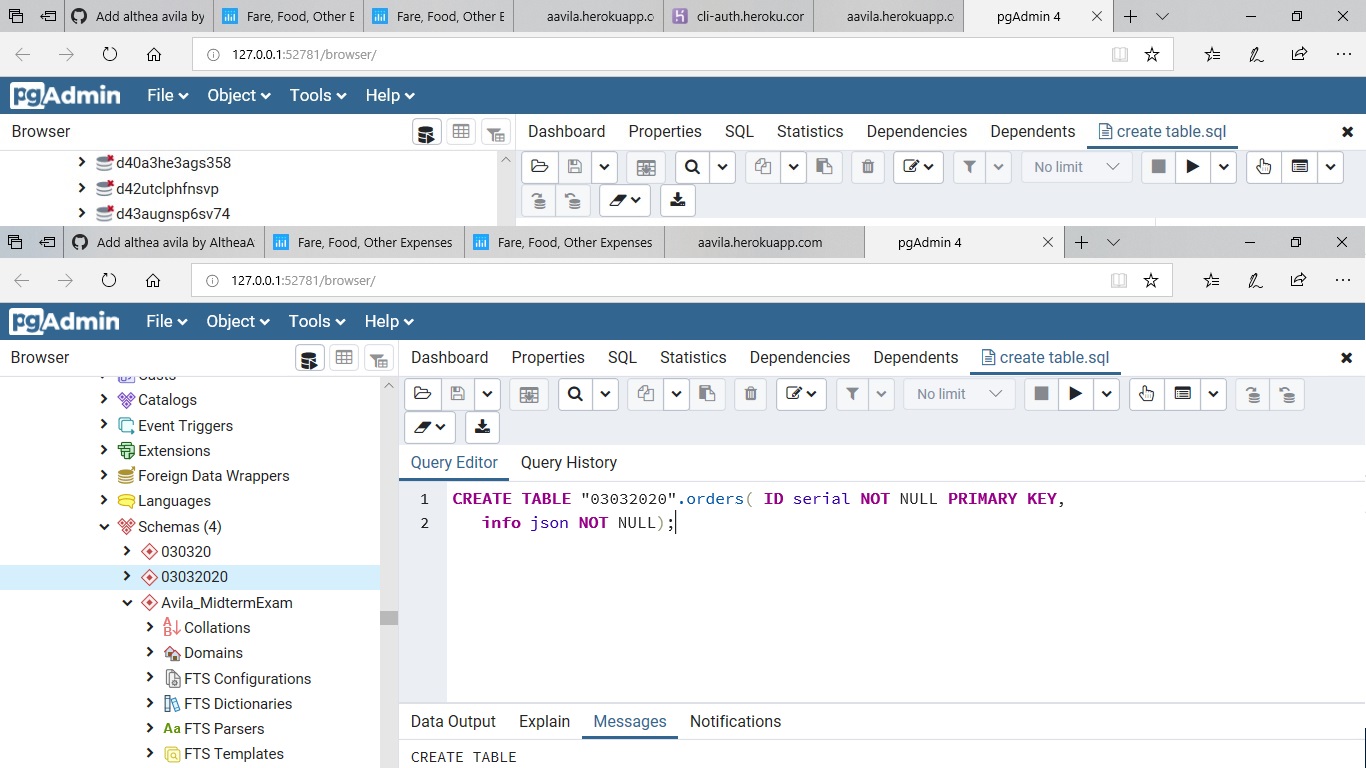 Add althea avila by
Fare, Food, Other E
Fare, Food, Other E
aavila.herokuapp.c
cli-auth.heroku.cor
aavila.herokuapp.c
pgAdmin 4
127.0.0.1:52781/browser/
pgAdmin File Object Tools Help
Browser
Dashboard Properties SQL Statistics Dependencies Dependents create table.sql
No limit
d40a3he3ags358
d42utclphfnsvp
d43augnsp6sv74
Add althea avila by AltheaA
Fare, Food, Other Expenses
Fare, Food, Other Expenses
aavila.herokuapp.com
pgAdmin 4
127.0.0.1:52781/browser/
pgAdmin File Object Tools Help
Browser
Dashboard Properties SQL Statistics Dependencies Dependents create table.sql
No limit
Casts
Catalogs
Event Triggers
Extensions
Foreign Data Wrappers
Languages
Schemas (4)
030320
03032020
Avila_MidtermExam
Collations
Domains
FTS Configurations
FTS Dictionaries
Aa FTS Parsers
FTS Templates
Query Editor Query History
1 CREATE TABLE "03032020".orders( ID serial NOT NULL PRIMARY KEY,
2 info json NOT NULL);
Data Output Explain Messages Notifications
CREATE TABLE